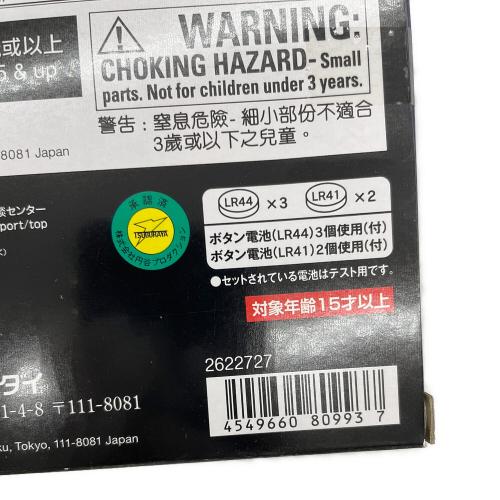 WARNING:
CHOKING HAZARD- Small
parts. Not for children under 3 years.
警告：窒息危險- 細小部份不適合
3歲或以下之兒童。
歲或以上
5 & up
-8081 Japan
承認済
TSUBURAYA
株式会社円谷プロダクション
談センター
port/top
LR44 ×3 LR41 ×2
ボタン電池(LR44)3個使用(付)
ボタン電池(LR41)2個使用(付)
●セットされている電池はテスト用です。
対象年齢15才以上
2622727
4549660 80993 7
ダイ
1-4-8 〒111-8081
ku, Tokyo, 111-8081 Japan